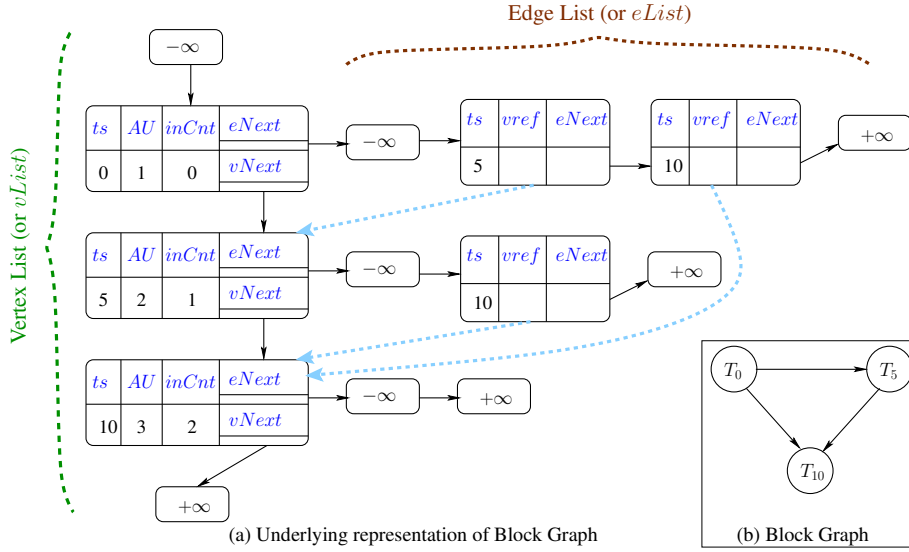 Edge List (or eList)
Vertex List (or vList)
−∞
ts AU inCnt eNext
vNext
0 1 0
−∞
ts vref eNext
5
ts vref eNext
10
+∞
ts AU inCnt eNext
vNext
5 2 1
−∞
ts vref eNext
10
+∞
ts AU inCnt eNext
vNext
10 3 2
−∞
+∞
+∞
T0
T5
T10
(a) Underlying representation of Block Graph
(b) Block Graph